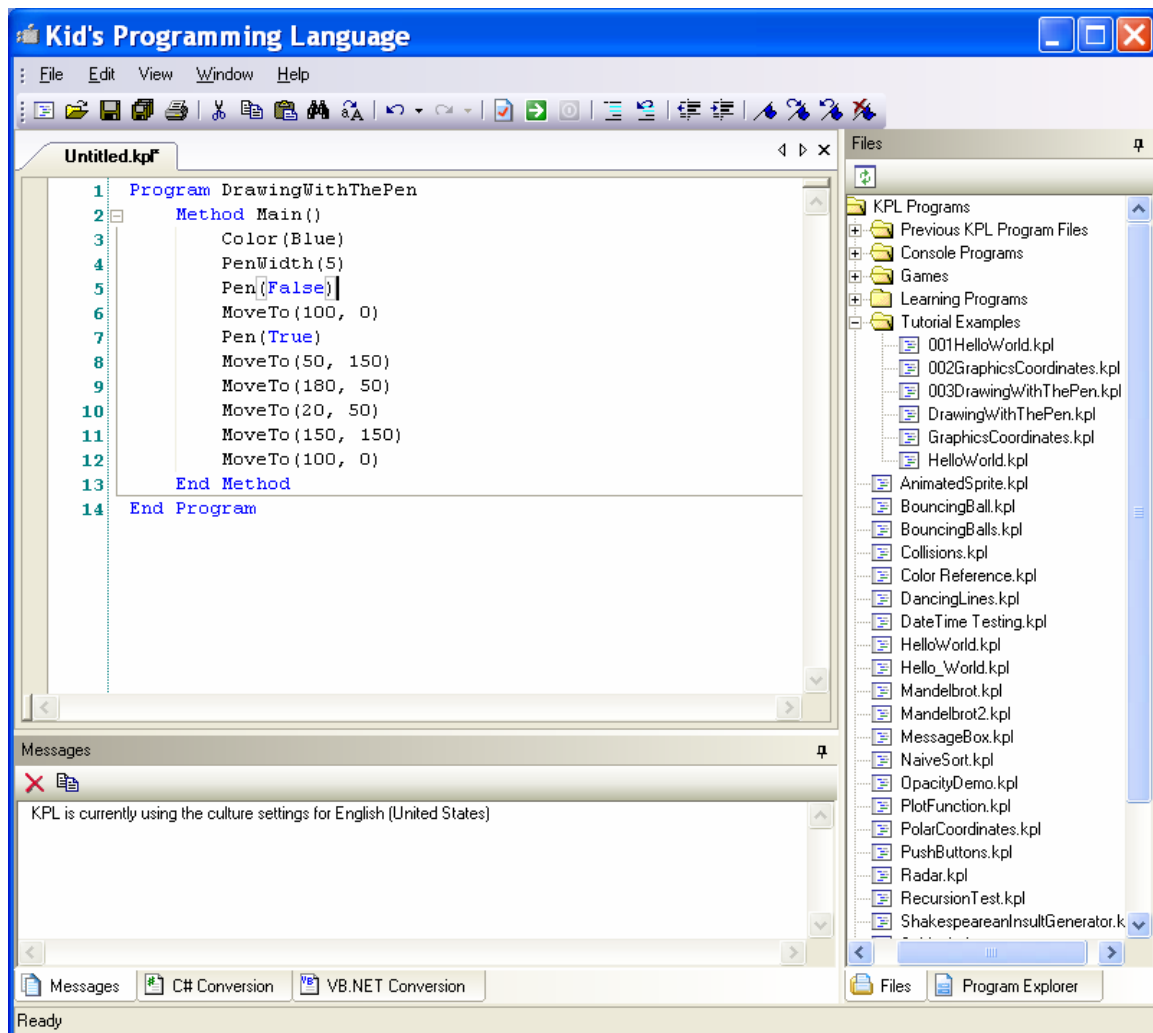 Kid's Programming Language
File Edit View Window Help
Untitled.kpl*
1 Program DrawingWithThePen
2 Method Main()
3 Color(Blue)
4 PenWidth(5)
5 Pen(False)
6 MoveTo(100, 0)
7 Pen(True)
8 MoveTo(50, 150)
9 MoveTo(180, 50)
10 MoveTo(20, 50)
11 MoveTo(150, 150)
12 MoveTo(100, 0)
13 End Method
14 End Program
Messages
KPL is currently using the culture settings for English (United States)
Messages C# Conversion VB.NET Conversion
Files
KPL Programs
Previous KPL Program Files
Console Programs
Games
Learning Programs
Tutorial Examples
001HelloWorld.kpl
002GraphicsCoordinates.kpl
003DrawingWithThePen.kpl
DrawingWithThePen.kpl
GraphicsCoordinates.kpl
HelloWorld.kpl
AnimatedSprite.kpl
BouncingBall.kpl
BouncingBalls.kpl
Collisions.kpl
Color Reference.kpl
DancingLines.kpl
DateTime Testing.kpl
HelloWorld.kpl
Hello_World.kpl
Mandelbrot.kpl
Mandelbrot2.kpl
MessageBox.kpl
NaiveSort.kpl
OpacityDemo.kpl
PlotFunction.kpl
PolarCoordinates.kpl
PushButtons.kpl
Radar.kpl
RecursionTest.kpl
ShakespeareanInsultGenerator.k
Files Program Explorer
Ready